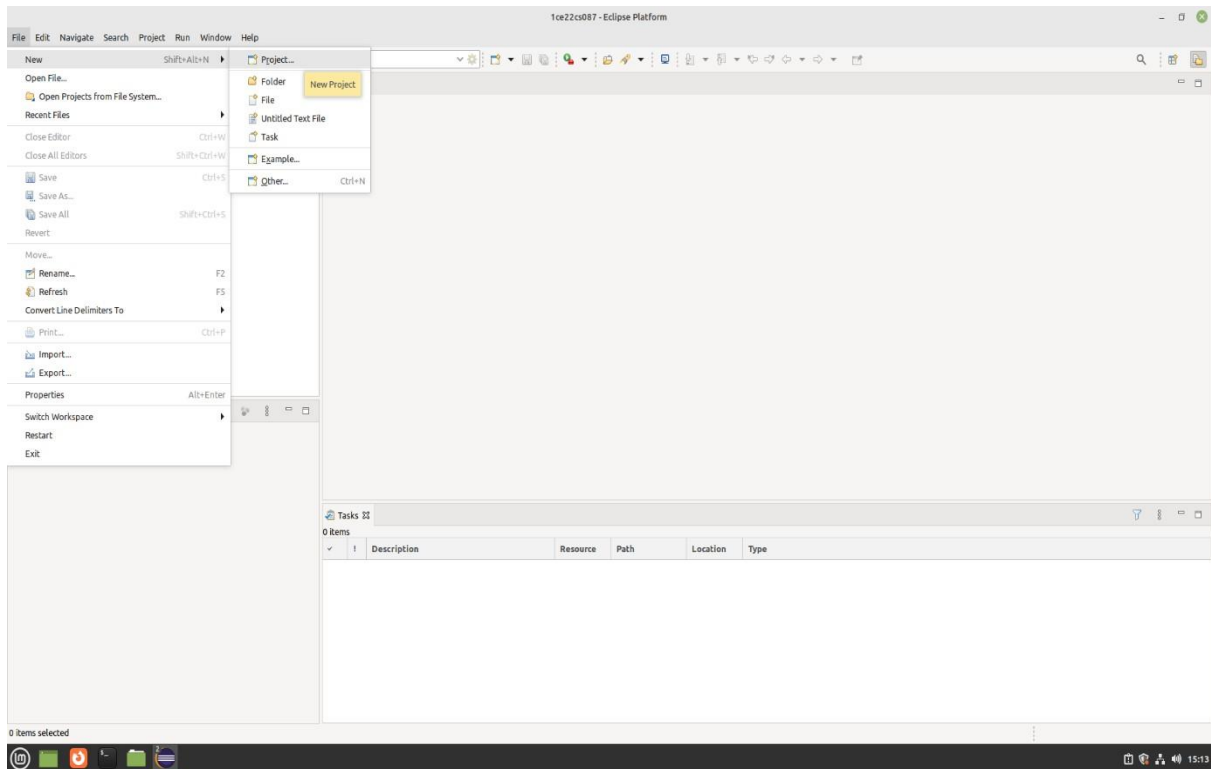 1ce22cs087 - Eclipse Platform
File Edit Navigate Search Project Run Window Help
New Shift+Alt+N
Open File...
Open Projects from File System...
Recent Files
Close Editor Ctrl+W
Close All Editors Shift+Ctrl+W
Save Ctrl+S
Save As...
Save All Shift+Ctrl+S
Revert
Move...
Rename... F2
Refresh F5
Convert Line Delimiters To
Print... Ctrl+P
Import...
Export...
Properties Alt+Enter
Switch Workspace
Restart
Exit
Project...
Folder
New Project
File
Untitled Text File
Task
Example...
Other... Ctrl+N
Tasks
0 items
! Description Resource Path Location Type
0 items selected
2
15:13